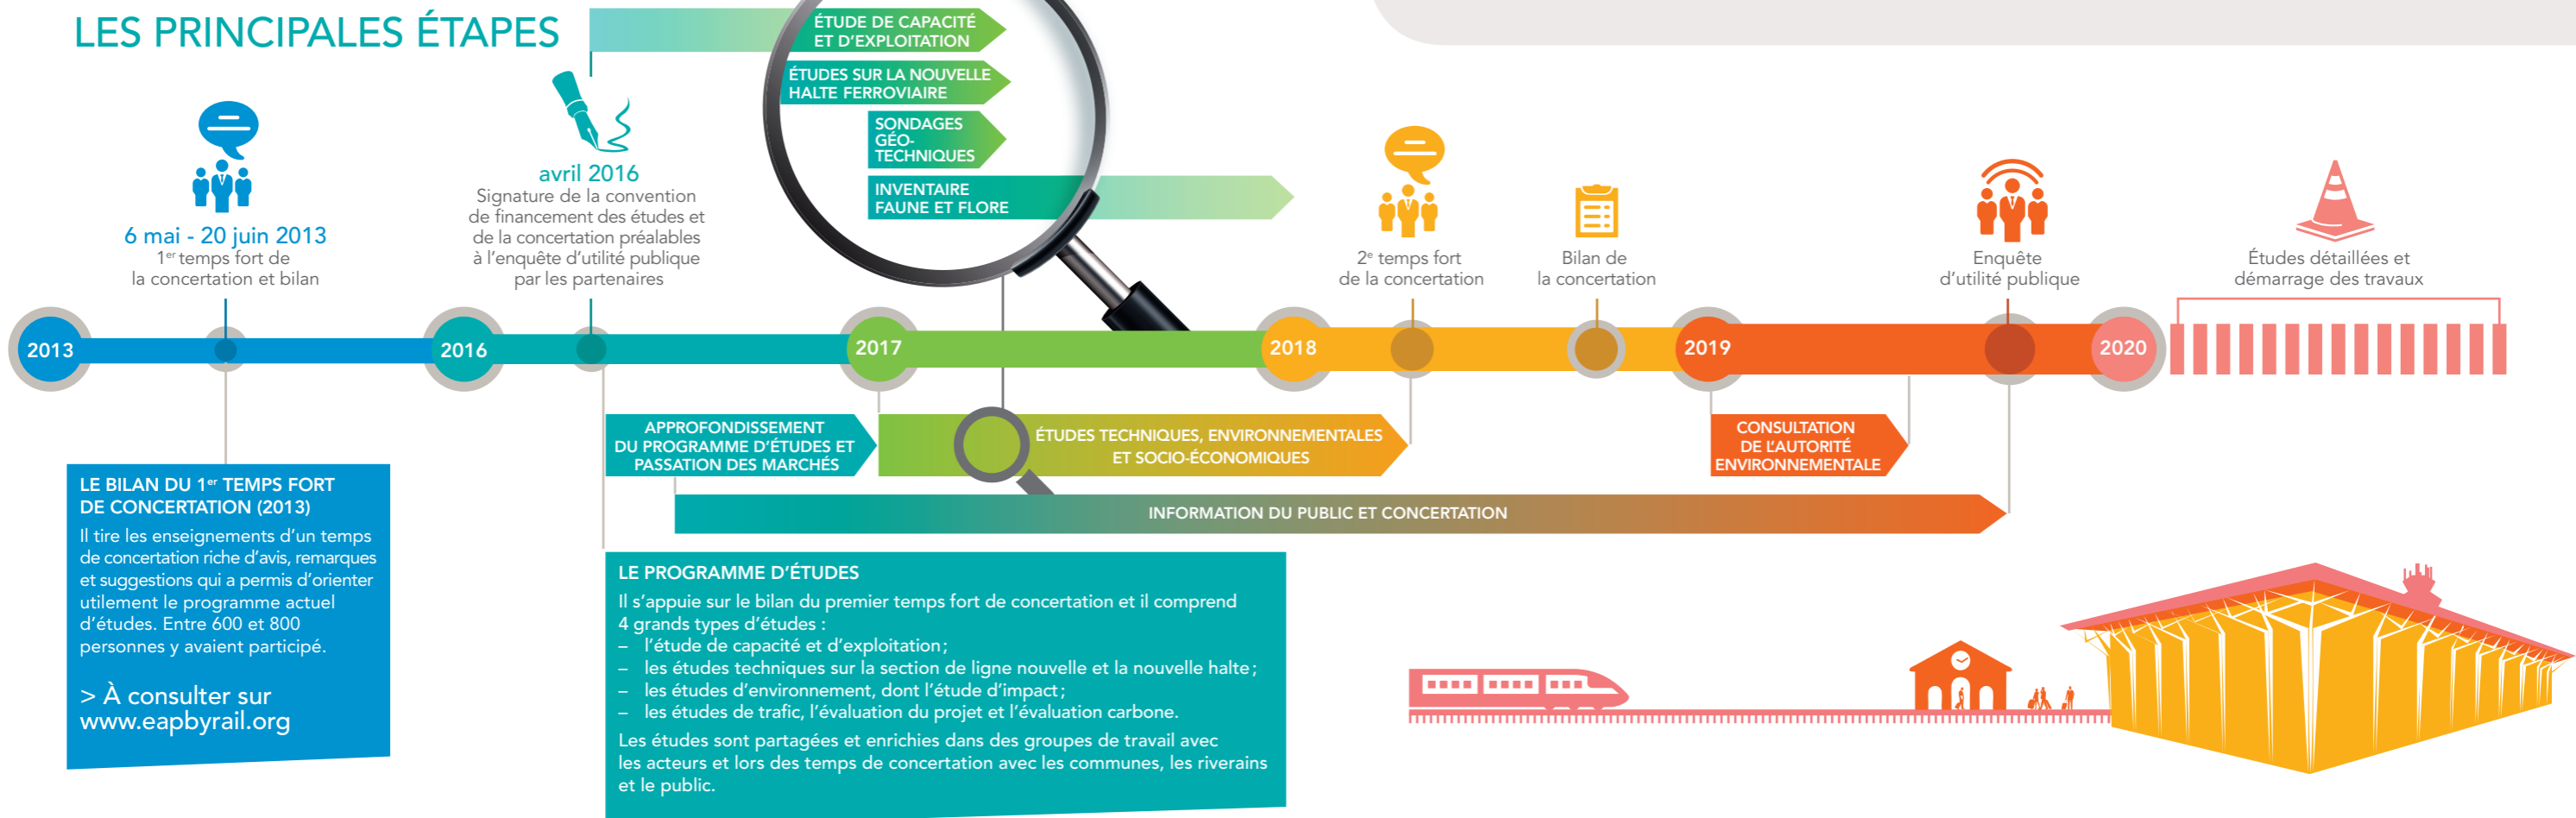 LES PRINCIPALES ÉTAPES
ÉTUDE DE CAPACITÉ
ET D'EXPLOITATION
ÉTUDES SUR LA NOUVELLE
HALTE FERROVIAIRE
SONDAGES
GÉO-
TECHNIQUES
INVENTAIRE
FAUNE ET FLORE
6 mai - 20 juin 2013
1er temps fort de
la concertation et bilan
avril 2016
Signature de la convention
de financement des études et
de la concertation préalables
à l'enquête d'utilité publique
par les partenaires
2e temps fort
de la concertation
Bilan de
la concertation
Enquête
d'utilité publique
Études détaillées et
démarrage des travaux
2013
2016
2017
2018
2019
2020
APPROFONDISSEMENT
DU PROGRAMME D'ÉTUDES ET
PASSATION DES MARCHÉS
ÉTUDES TECHNIQUES, ENVIRONNEMENTALES
ET SOCIO-ÉCONOMIQUES
CONSULTATION
DE L'AUTORITÉ
ENVIRONNEMENTALE
INFORMATION DU PUBLIC ET CONCERTATION
LE BILAN DU 1er TEMPS FORT
DE CONCERTATION (2013)
Il tire les enseignements d'un temps
de concertation riche d'avis, remarques
et suggestions qui a permis d'orienter
utilement le programme actuel
d'études. Entre 600 et 800
personnes y avaient participé.
> À consulter sur
www.eapbyrail.org
LE PROGRAMME D'ÉTUDES
Il s'appuie sur le bilan du premier temps fort de concertation et il comprend
4 grands types d'études :
– l'étude de capacité et d'exploitation;
– les études techniques sur la section de ligne nouvelle et la nouvelle halte;
– les études d'environnement, dont l'étude d'impact;
– les études de trafic, l'évaluation du projet et l'évaluation carbone.
Les études sont partagées et enrichies dans des groupes de travail avec
les acteurs et lors des temps de concertation avec les communes, les riverains
et le public.